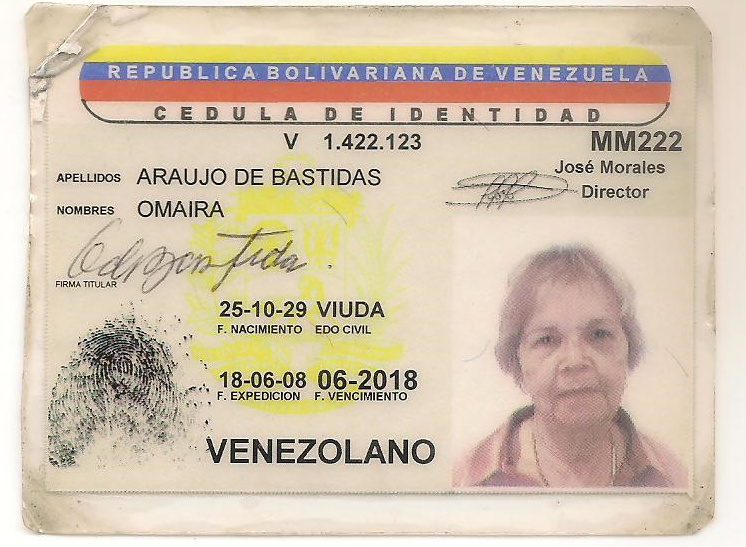 REPUBLICA BOLIVARIANA DE VENEZUELA
CEDULA DE IDENTIDAD
V 1.422.123 MM222
José Morales
Director
APELLIDOS ARAUJO DE BASTIDAS
NOMBRES OMAIRA
FIRMA TITULAR
25-10-29 VIUDA
F. NACIMIENTO EDO CIVIL
18-06-08 06-2018
F. EXPEDICION F. VENCIMIENTO
VENEZOLANO